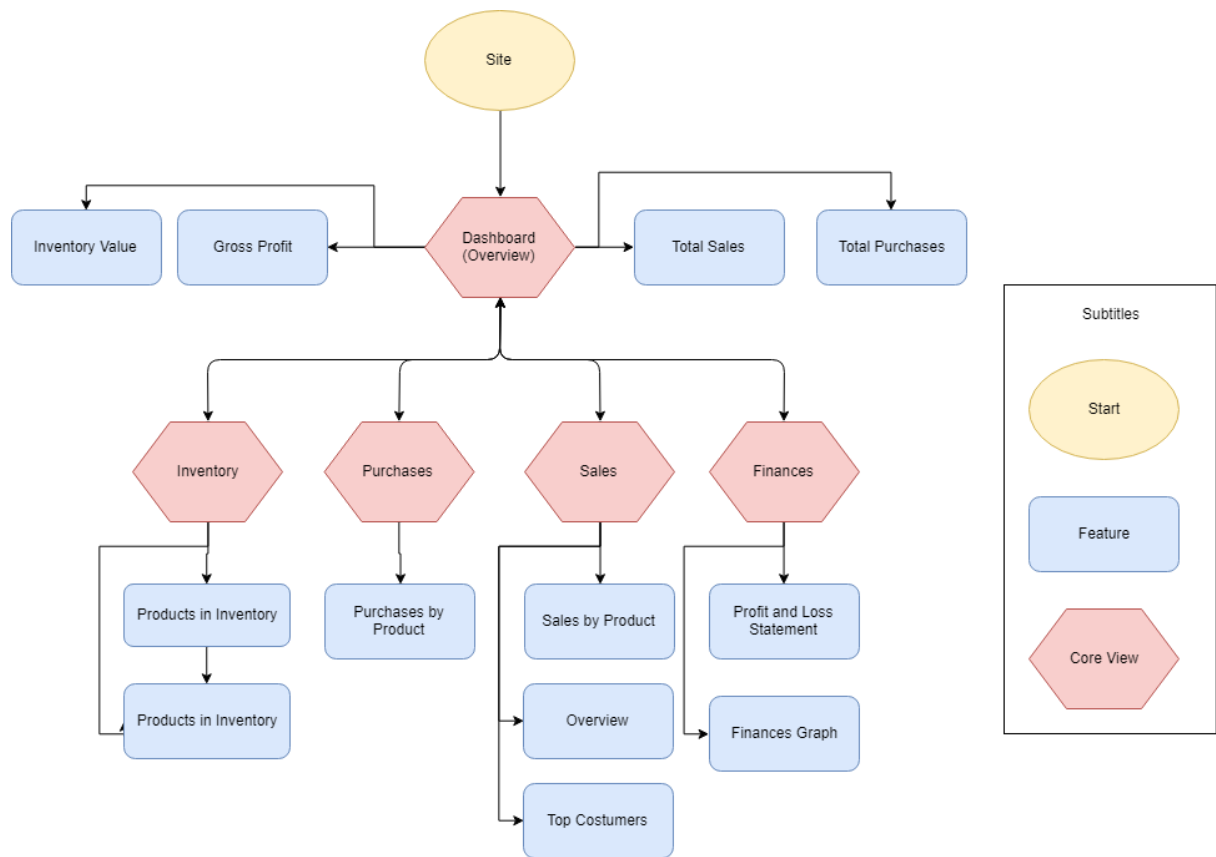 Site
Inventory Value
Gross Profit
Dashboard
(Overview)
Total Sales
Total Purchases
Subtitles
Start
Feature
Core View
Inventory
Purchases
Sales
Finances
Products in Inventory
Purchases by
Product
Sales by Product
Profit and Loss
Statement
Products in Inventory
Overview
Finances Graph
Top Costumers